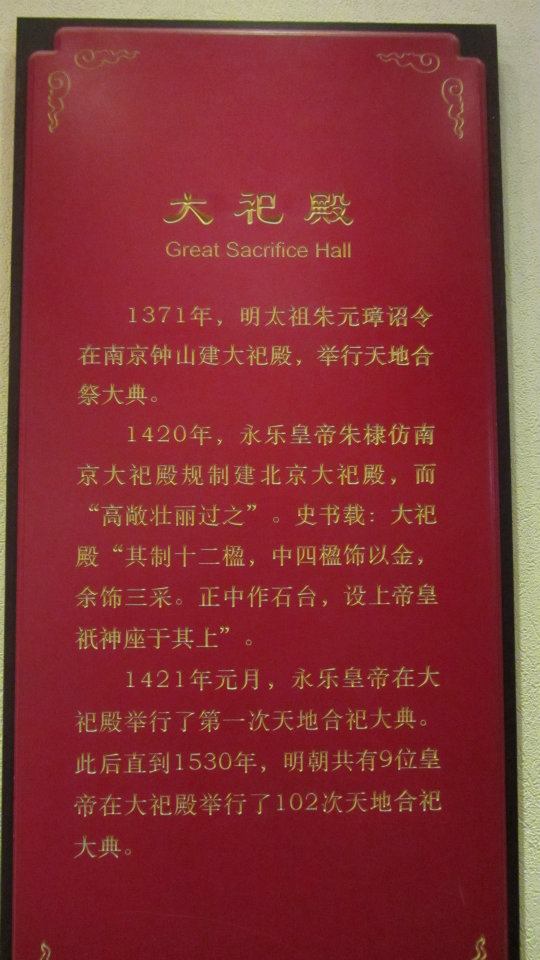 大祀殿
Great Sacrifice Hall
1371年，明太祖朱元璋诏令
在南京钟山建大祀殿，举行天地合
祭大典。
1420年，永乐皇帝朱棣仿南
京大祀殿规制建北京大祀殿，而
“高敞壮丽过之”。史书载：大祀
殿“其制十二楹，中四楹饰以金，
余饰三采。正中作石台，设上帝皇
祇神座于其上”。
1421年元月，永乐皇帝在大
祀殿举行了第一次天地合祀大典。
此后直到1530年，明朝共有9位皇
帝在大祀殿举行了102次天地合祀
大典。